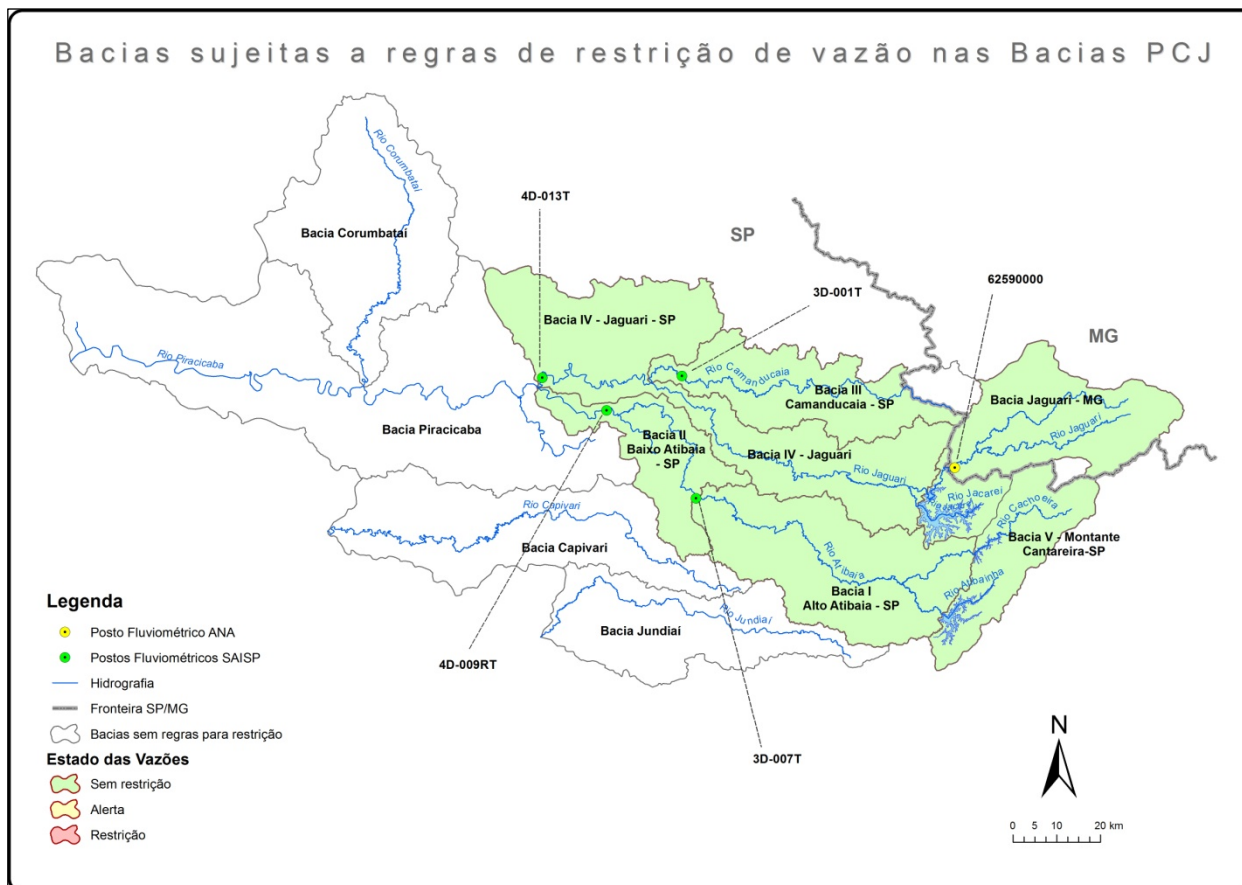 Bacias sujeitas a regras de restrição de vazão nas Bacias PCJ
Rio Corumbataí
4D-013T
Bacia Corumbataí
SP
62590000
3D-001T
Bacia IV - Jaguari - SP
MG
Rio Piracicaba
Rio Camanducaia
Bacia III
Camanducaia - SP
Bacia Jaguari - MG
Bacia Piracicaba
Rio Jaguari
Bacia II
Baixo Atibaia
- SP
Bacia IV - Jaguari
Rio Jaguari
Rio Jacareí
Rio Cachoeira
Rio Capivari
Bacia V - Montante
Cantareira-SP
Bacia Capivari
Rio Atibaia
Rio Atibainha
Bacia I
Alto Atibaia - SP
Rio Jundiaí
Bacia Jundiaí
4D-009RT
3D-007T
Legenda
Posto Fluviométrico ANA
Postos Fluviométricos SAISP
Hidrografia
Fronteira SP/MG
Bacias sem regras para restrição
Estado das Vazões
Sem restrição
Alerta
Restrição
N
0 5 10 20 km